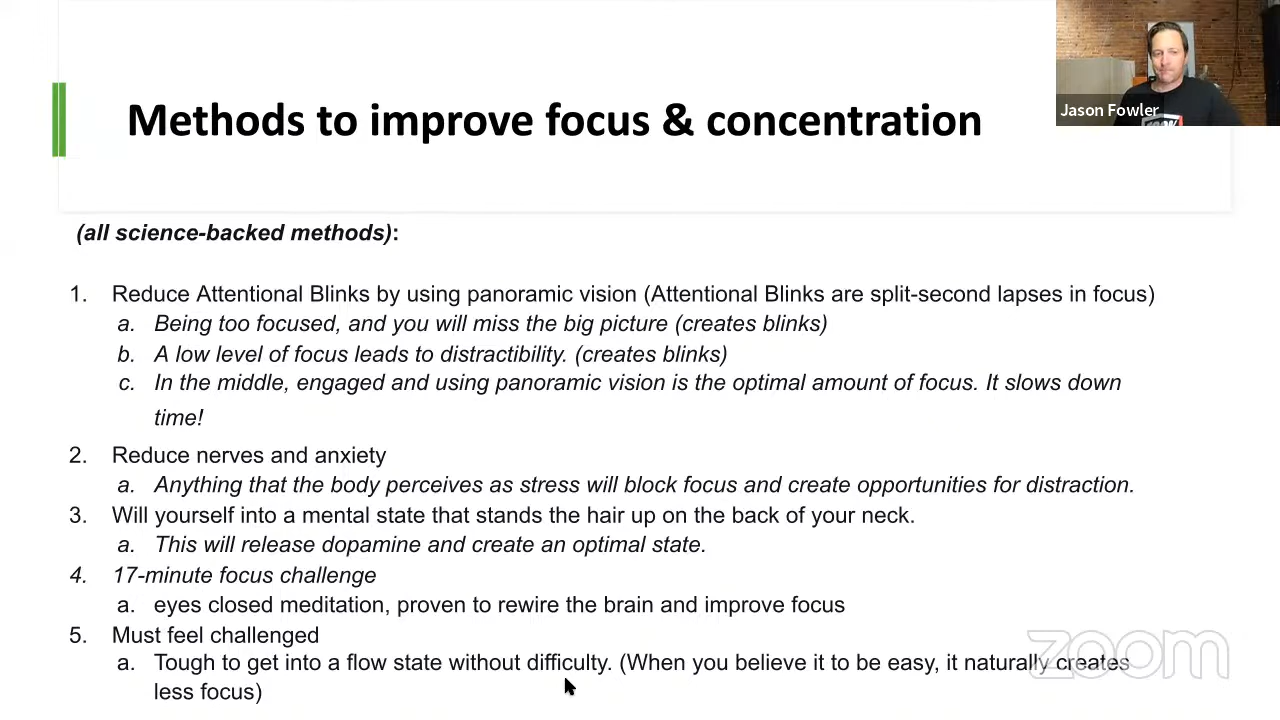 Jason Fowler
Methods to improve focus & concentration
(all science-backed methods):
1. Reduce Attentional Blinks by using panoramic vision (Attentional Blinks are split-second lapses in focus)
a. Being too focused, and you will miss the big picture (creates blinks)
b. A low level of focus leads to distractibility. (creates blinks)
c. In the middle, engaged and using panoramic vision is the optimal amount of focus. It slows down
time!
2. Reduce nerves and anxiety
a. Anything that the body perceives as stress will block focus and create opportunities for distraction.
3. Will yourself into a mental state that stands the hair up on the back of your neck.
a. This will release dopamine and create an optimal state.
4. 17-minute focus challenge
a. eyes closed meditation, proven to rewire the brain and improve focus
5. Must feel challenged
a. Tough to get into a flow state without difficulty. (When you believe it to be easy, it naturally creates
less focus)
zoom